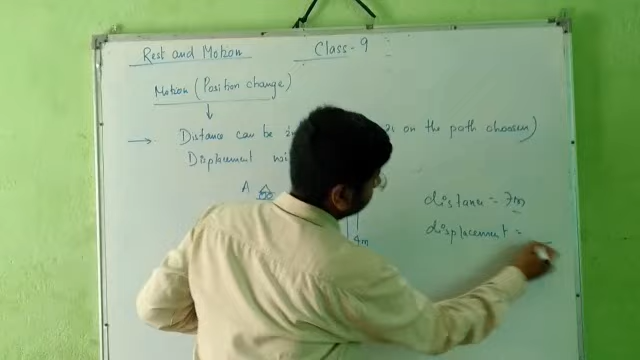 Rest and Motion
Class - 9
Motion (Position change)
Distance can be on the path choosen)
Displacement
A
distance = 7m
4m
displacement =